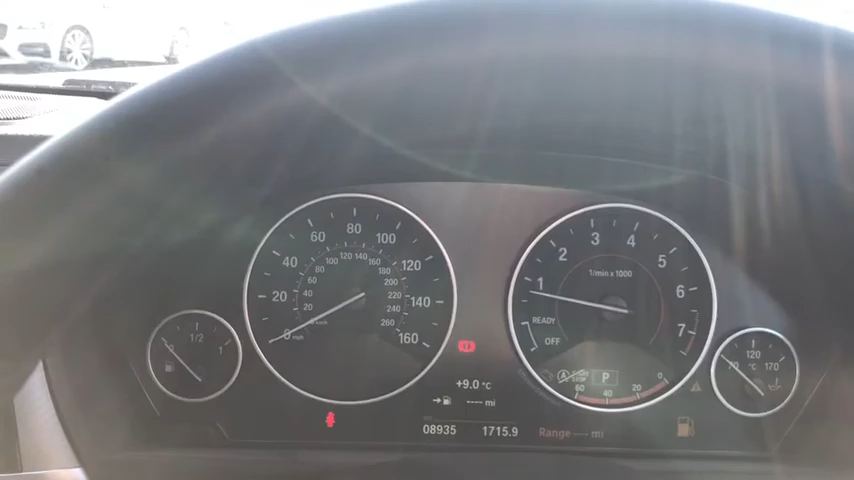 60 80 100
40 120
20 140
0 160
mph
20 40 60 80 100 120 140 160 180 200 220 240 260
km/h
1/2
0 1
1 2 3 4 5 6 7
1/min x 1000
READY
OFF
P
60 40 20 0
120
70 °C 170
+9.0 °C
---- mi
08935 1715.9
Range ---- mi